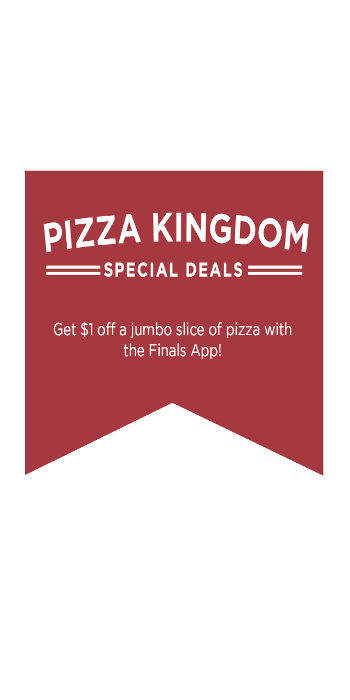 PIZZA KINGDOM
SPECIAL DEALS
Get $1 off a jumbo slice of pizza with
the Finals App!